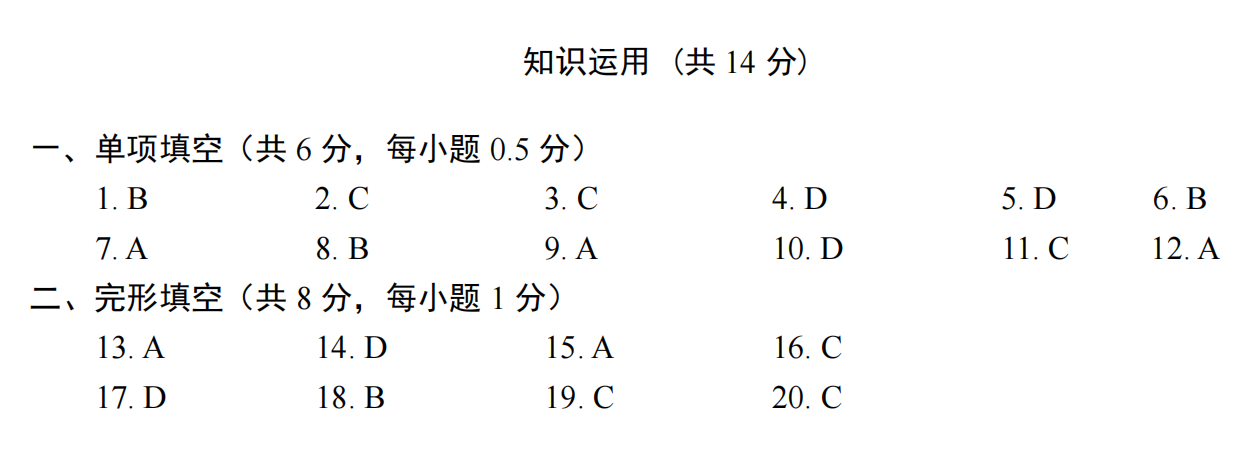 知识运用 (共 14 分)
一、单项填空（共 6 分，每小题 0.5 分）
1. B 2. C 3. C 4. D 5. D 6. B
7. A 8. B 9. A 10. D 11. C 12. A
二、完形填空（共 8 分，每小题 1 分）
13. A 14. D 15. A 16. C
17. D 18. B 19. C 20. C